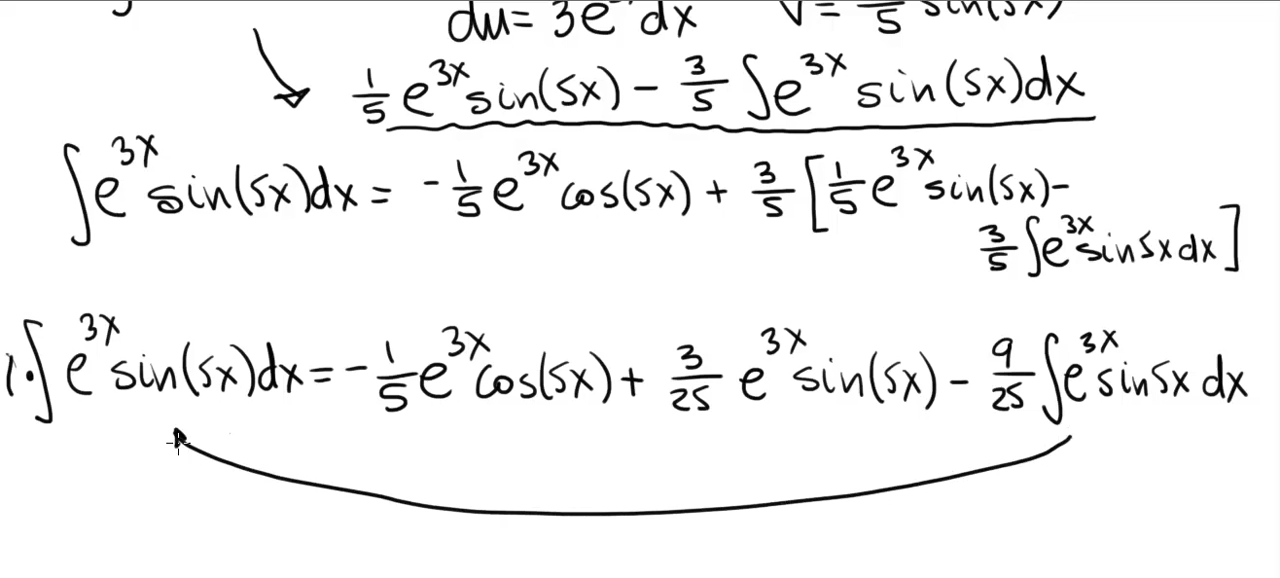 du = 3e dx V = 1/5 sin(5x)
1/5 e^{3x} sin(5x) - 3/5 ∫e^{3x} sin(5x)dx
∫e^{3x} sin(5x)dx = -1/5 e^{3x} cos(5x) + 3/5 [1/5 e^{3x} sin(5x) -
3/5 ∫e^{3x} sin5x dx]
1·∫e^{3x} sin(5x)dx = -1/5 e^{3x} cos(5x) + 3/25 e^{3x} sin(5x) - 9/25 ∫e^{3x} sin5x dx